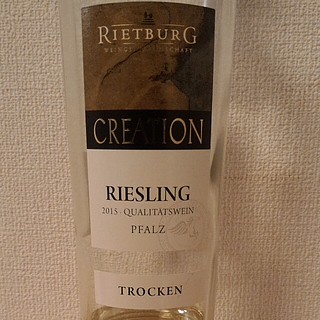 RIETBURG
CREATION
RIESLING
2015 · QUALITÄTSWEIN
PFALZ
TROCKEN